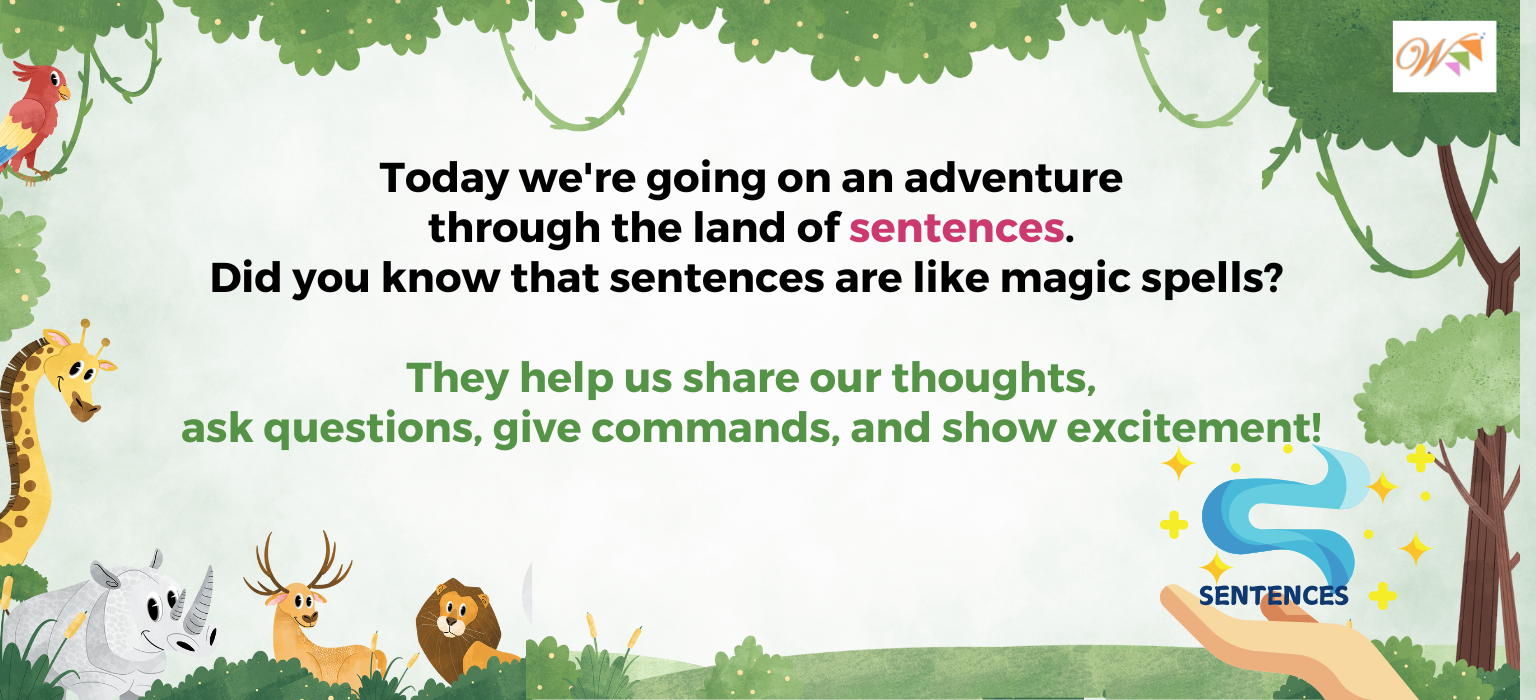 W
Today we're going on an adventure
through the land of sentences.
Did you know that sentences are like magic spells?
They help us share our thoughts,
ask questions, give commands, and show excitement!
SENTENCES